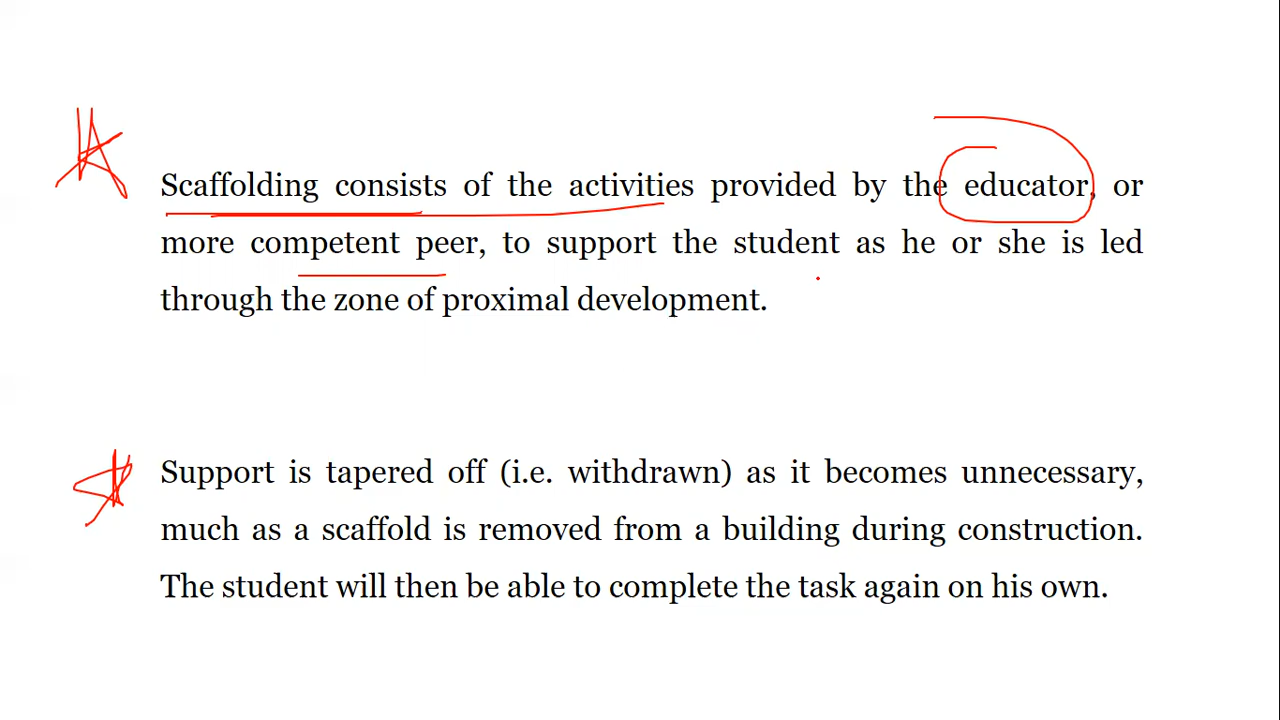 Scaffolding consists of the activities provided by the educator, or
more competent peer, to support the student as he or she is led
through the zone of proximal development.
Support is tapered off (i.e. withdrawn) as it becomes unnecessary,
much as a scaffold is removed from a building during construction.
The student will then be able to complete the task again on his own.